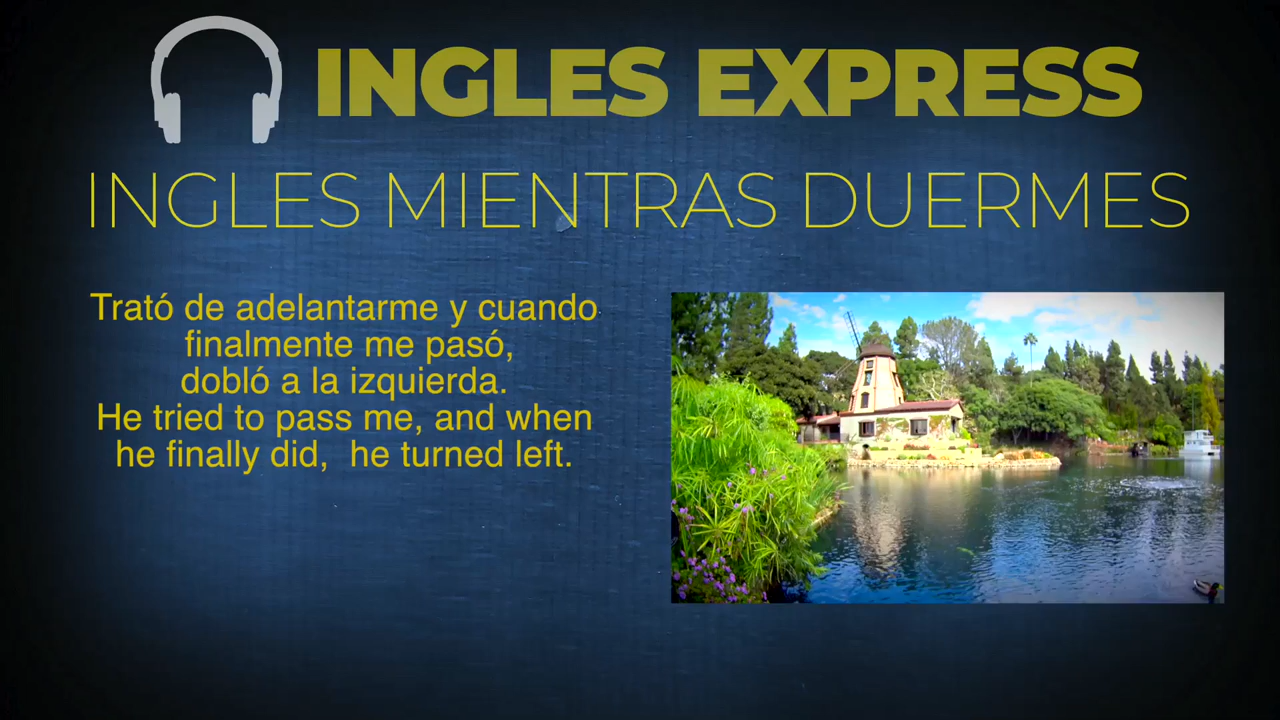 INGLES EXPRESS
INGLES MIENTRAS DUERMES
Trató de adelantarme y cuando
finalmente me pasó,
dobló a la izquierda.
He tried to pass me, and when
he finally did,  he turned left.